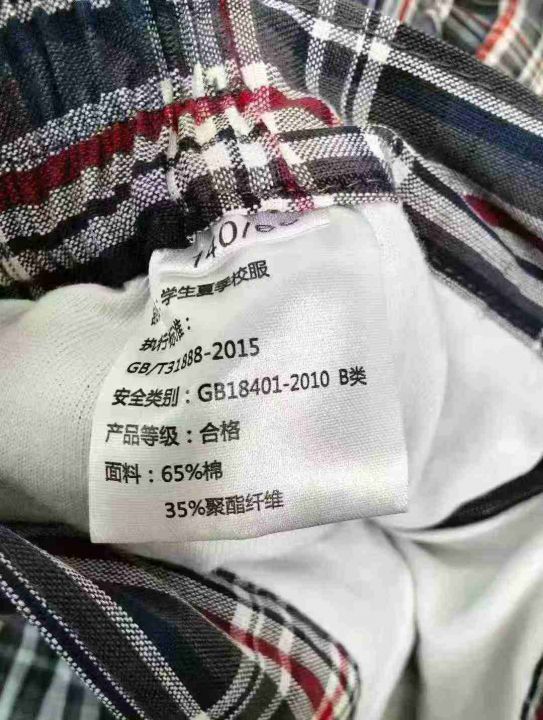 学生夏季校服
执行标准：
GB/T31888-2015
安全类别：GB18401-2010 B类
产品等级：合格
面料：65%棉
35%聚酯纤维